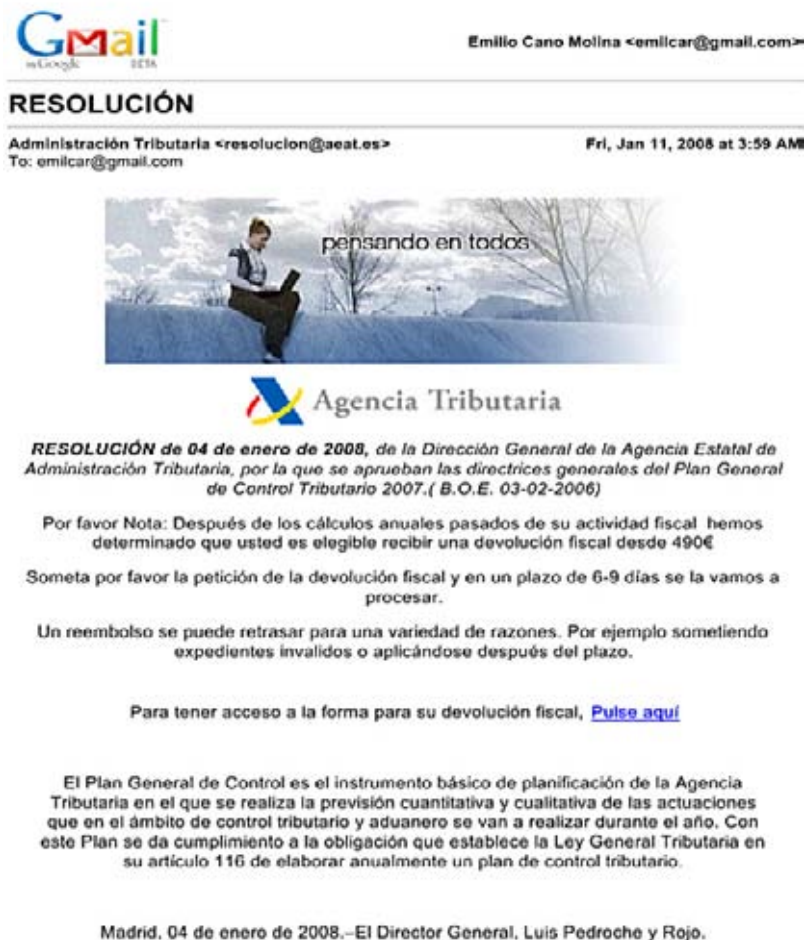 Gmail
by Google BETA
Emilio Cano Molina <emilcar@gmail.com>
RESOLUCIÓN
Administración Tributaria <resolucion@aeat.es> Fri, Jan 11, 2008 at 3:59 AM
To: emilcar@gmail.com
pensando en todos
Agencia Tributaria
RESOLUCIÓN de 04 de enero de 2008, de la Dirección General de la Agencia Estatal de
Administración Tributaria, por la que se aprueban las directrices generales del Plan General
de Control Tributario 2007.( B.O.E. 03-02-2006)
Por favor Nota: Después de los cálculos anuales pasados de su actividad fiscal hemos
determinado que usted es elegible recibir una devolución fiscal desde 490€
Someta por favor la petición de la devolución fiscal y en un plazo de 6-9 días se la vamos a
procesar.
Un reembolso se puede retrasar para una variedad de razones. Por ejemplo sometiendo
expedientes invalidos o aplicándose después del plazo.
Para tener acceso a la forma para su devolución fiscal, Pulse aquí
El Plan General de Control es el instrumento básico de planificación de la Agencia
Tributaria en el que se realiza la previsión cuantitativa y cualitativa de las actuaciones
que en el ámbito de control tributario y aduanero se van a realizar durante el año. Con
este Plan se da cumplimiento a la obligación que establece la Ley General Tributaria en
su artículo 116 de elaborar anualmente un plan de control tributario.
Madrid, 04 de enero de 2008.–El Director General, Luis Pedroche y Rojo.